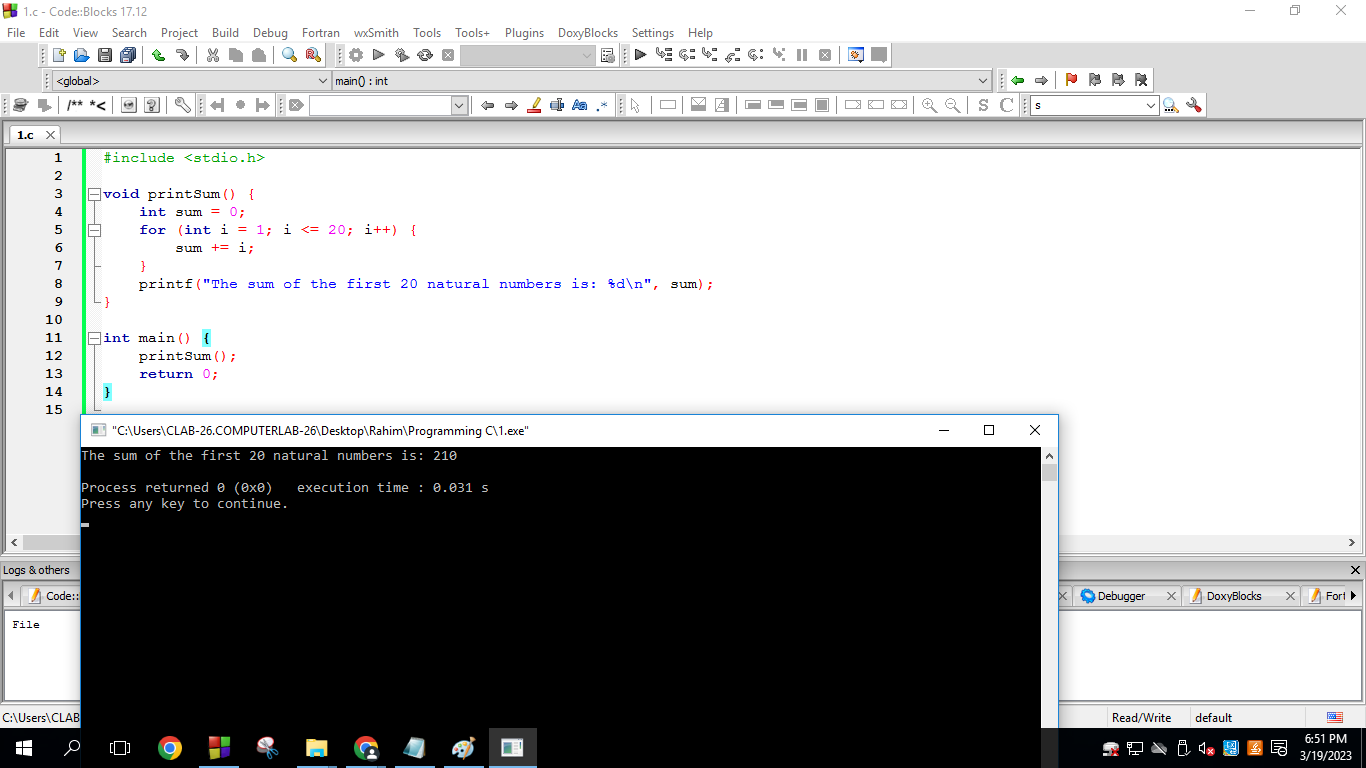 1.c - Code::Blocks 17.12
File Edit View Search Project Build Debug Fortran wxSmith Tools Tools+ Plugins DoxyBlocks Settings Help
<global> main() : int
/** *< Aa .* S C s
1.c
1 #include <stdio.h>
2
3 void printSum() {
4     int sum = 0;
5     for (int i = 1; i <= 20; i++) {
6         sum += i;
7     }
8     printf("The sum of the first 20 natural numbers is: %d\n", sum);
9 }
10
11 int main() {
12     printSum();
13     return 0;
14 }
15
"C:\Users\CLAB-26.COMPUTERLAB-26\Desktop\Rahim\Programming C\1.exe"
The sum of the first 20 natural numbers is: 210
Process returned 0 (0x0)   execution time : 0.031 s
Press any key to continue.
Logs & others
Code:: Debugger DoxyBlocks Fort
File
C:\Users\CLAB Read/Write default
6:51 PM
3/19/2023